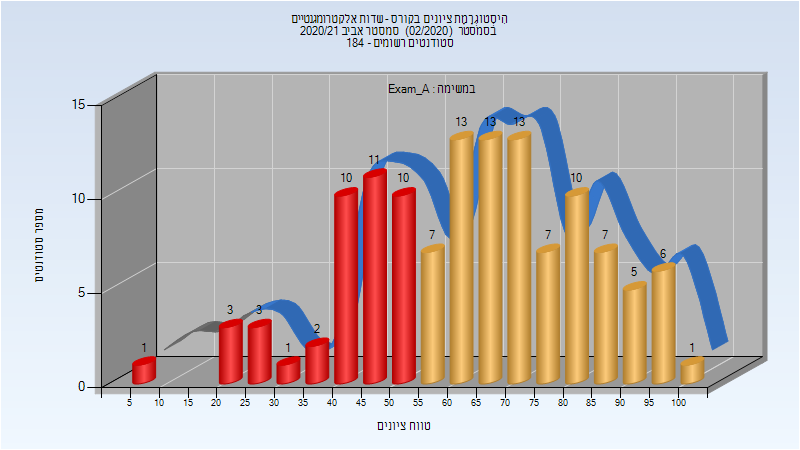 היסטוגרמת ציונים בקורס - שדות אלקטרומגנטיים
בסמסטר (02/2020) סמסטר אביב 2020/21
סטודנטים רשומים - 184
במשימה : Exam_A
15
10
5
0
מספר סטודנטים
1 3 3 1 2 10 11 10 7 13 13 13 7 10 7 5 6 1
5 10 15 20 25 30 35 40 45 50 55 60 65 70 75 80 85 90 95 100
טווח ציונים